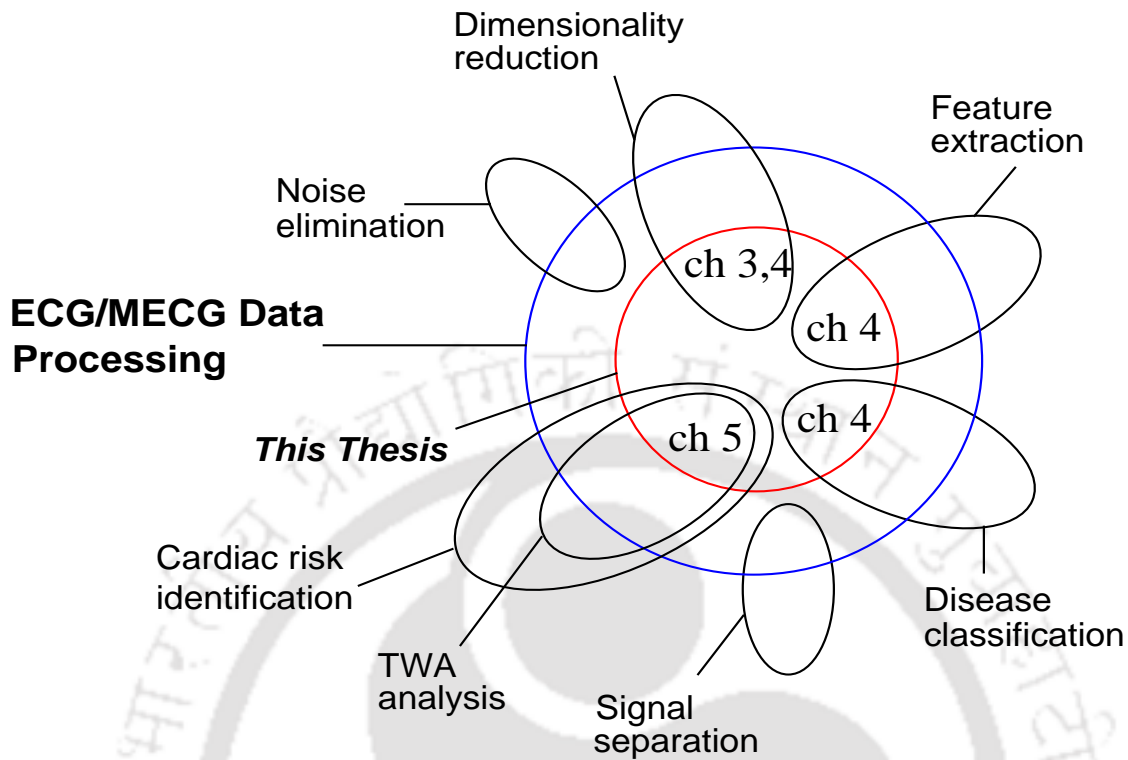 Dimensionality
reduction
Feature
extraction
Noise
elimination
ch 3,4
ch 4
ECG/MECG Data
Processing
This Thesis
ch 5
ch 4
Cardiac risk
identification
TWA
analysis
Signal
separation
Disease
classification